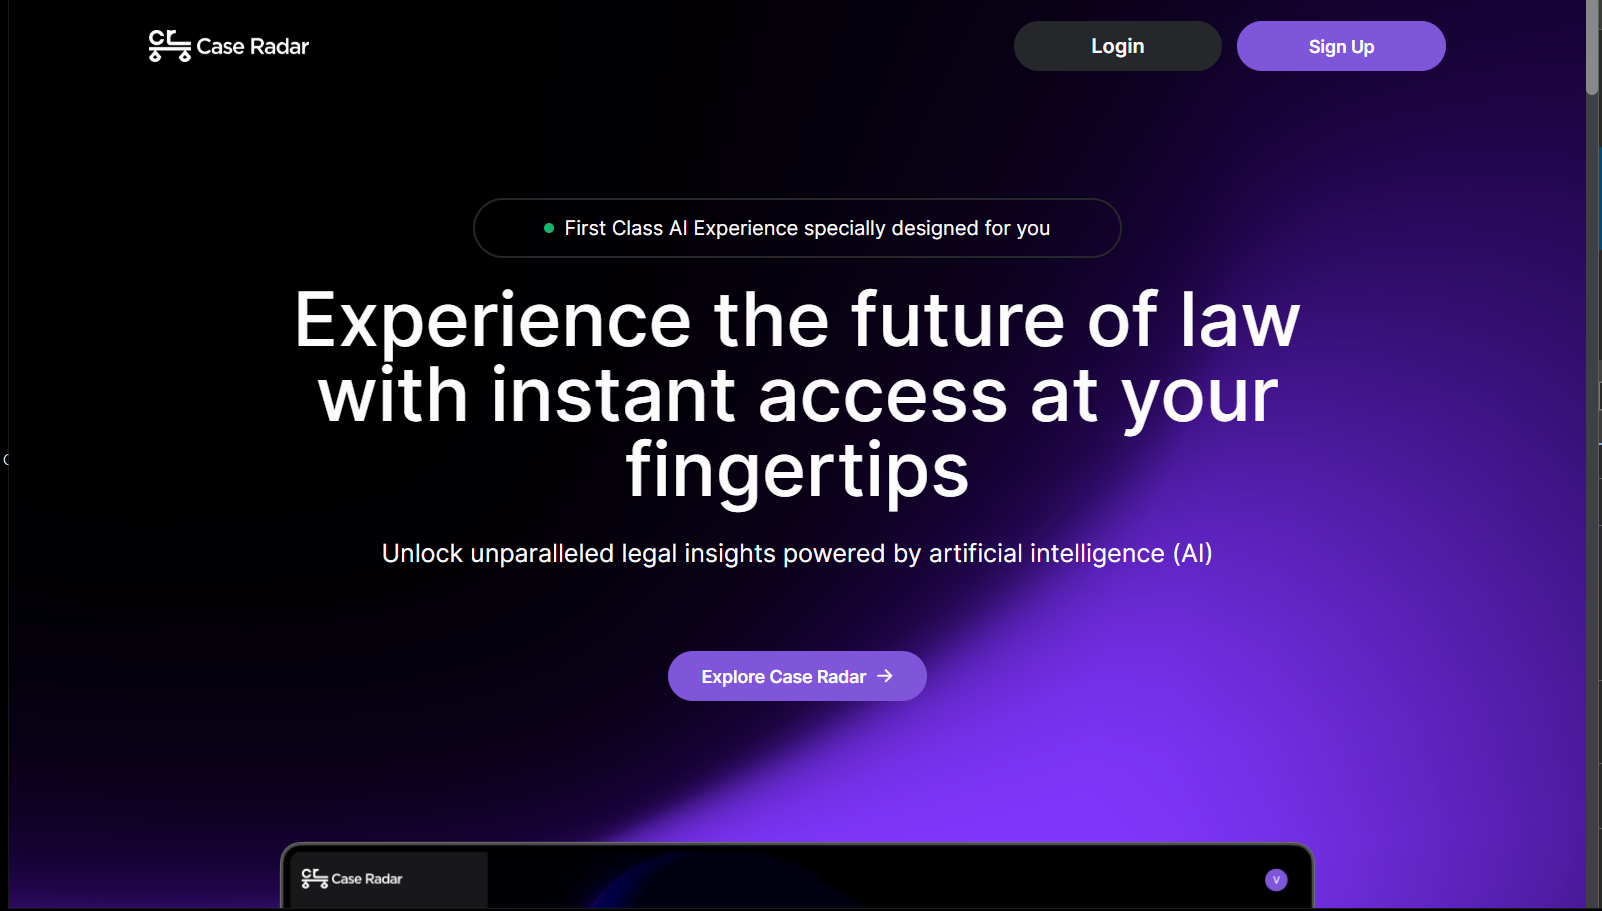 cr Case Radar
Login
Sign Up
First Class AI Experience specially designed for you
Experience the future of law
with instant access at your
fingertips
Unlock unparalleled legal insights powered by artificial intelligence (AI)
Explore Case Radar →
cr Case Radar
V